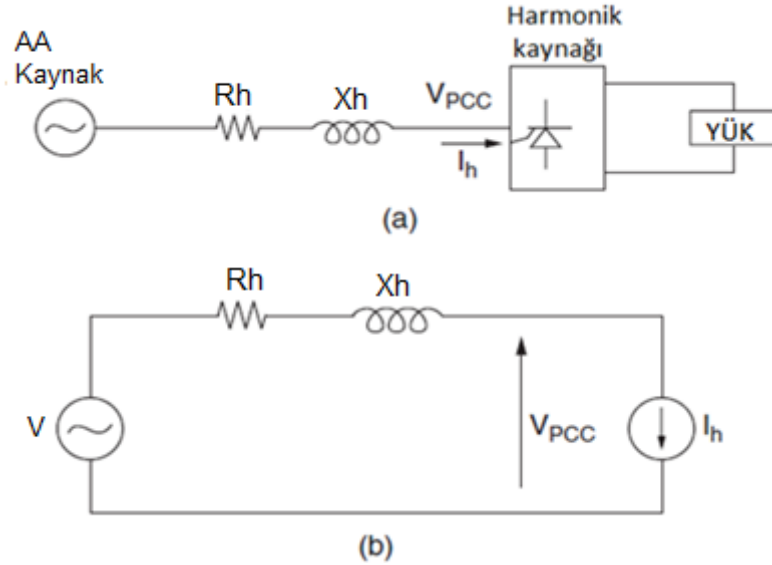 AA
Kaynak
Rh
Xh
VPCC
Harmonik
kaynağı
Ih
YÜK
(a)
Rh
Xh
V
VPCC
Ih
(b)